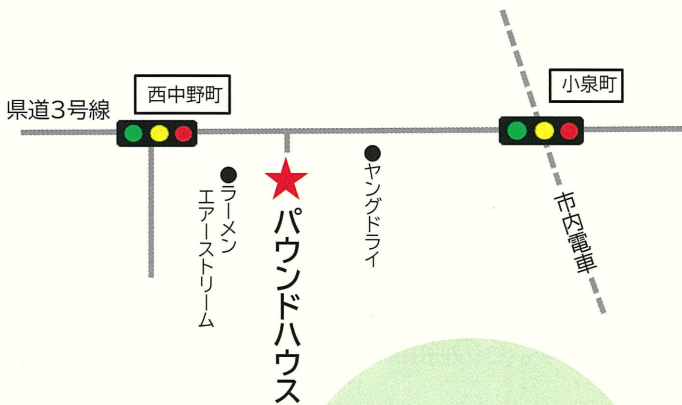 西中野町
小泉町
県道3号線
ラーメン
エアーストリーム
パウンドハウス
ヤングドライ
市内電車